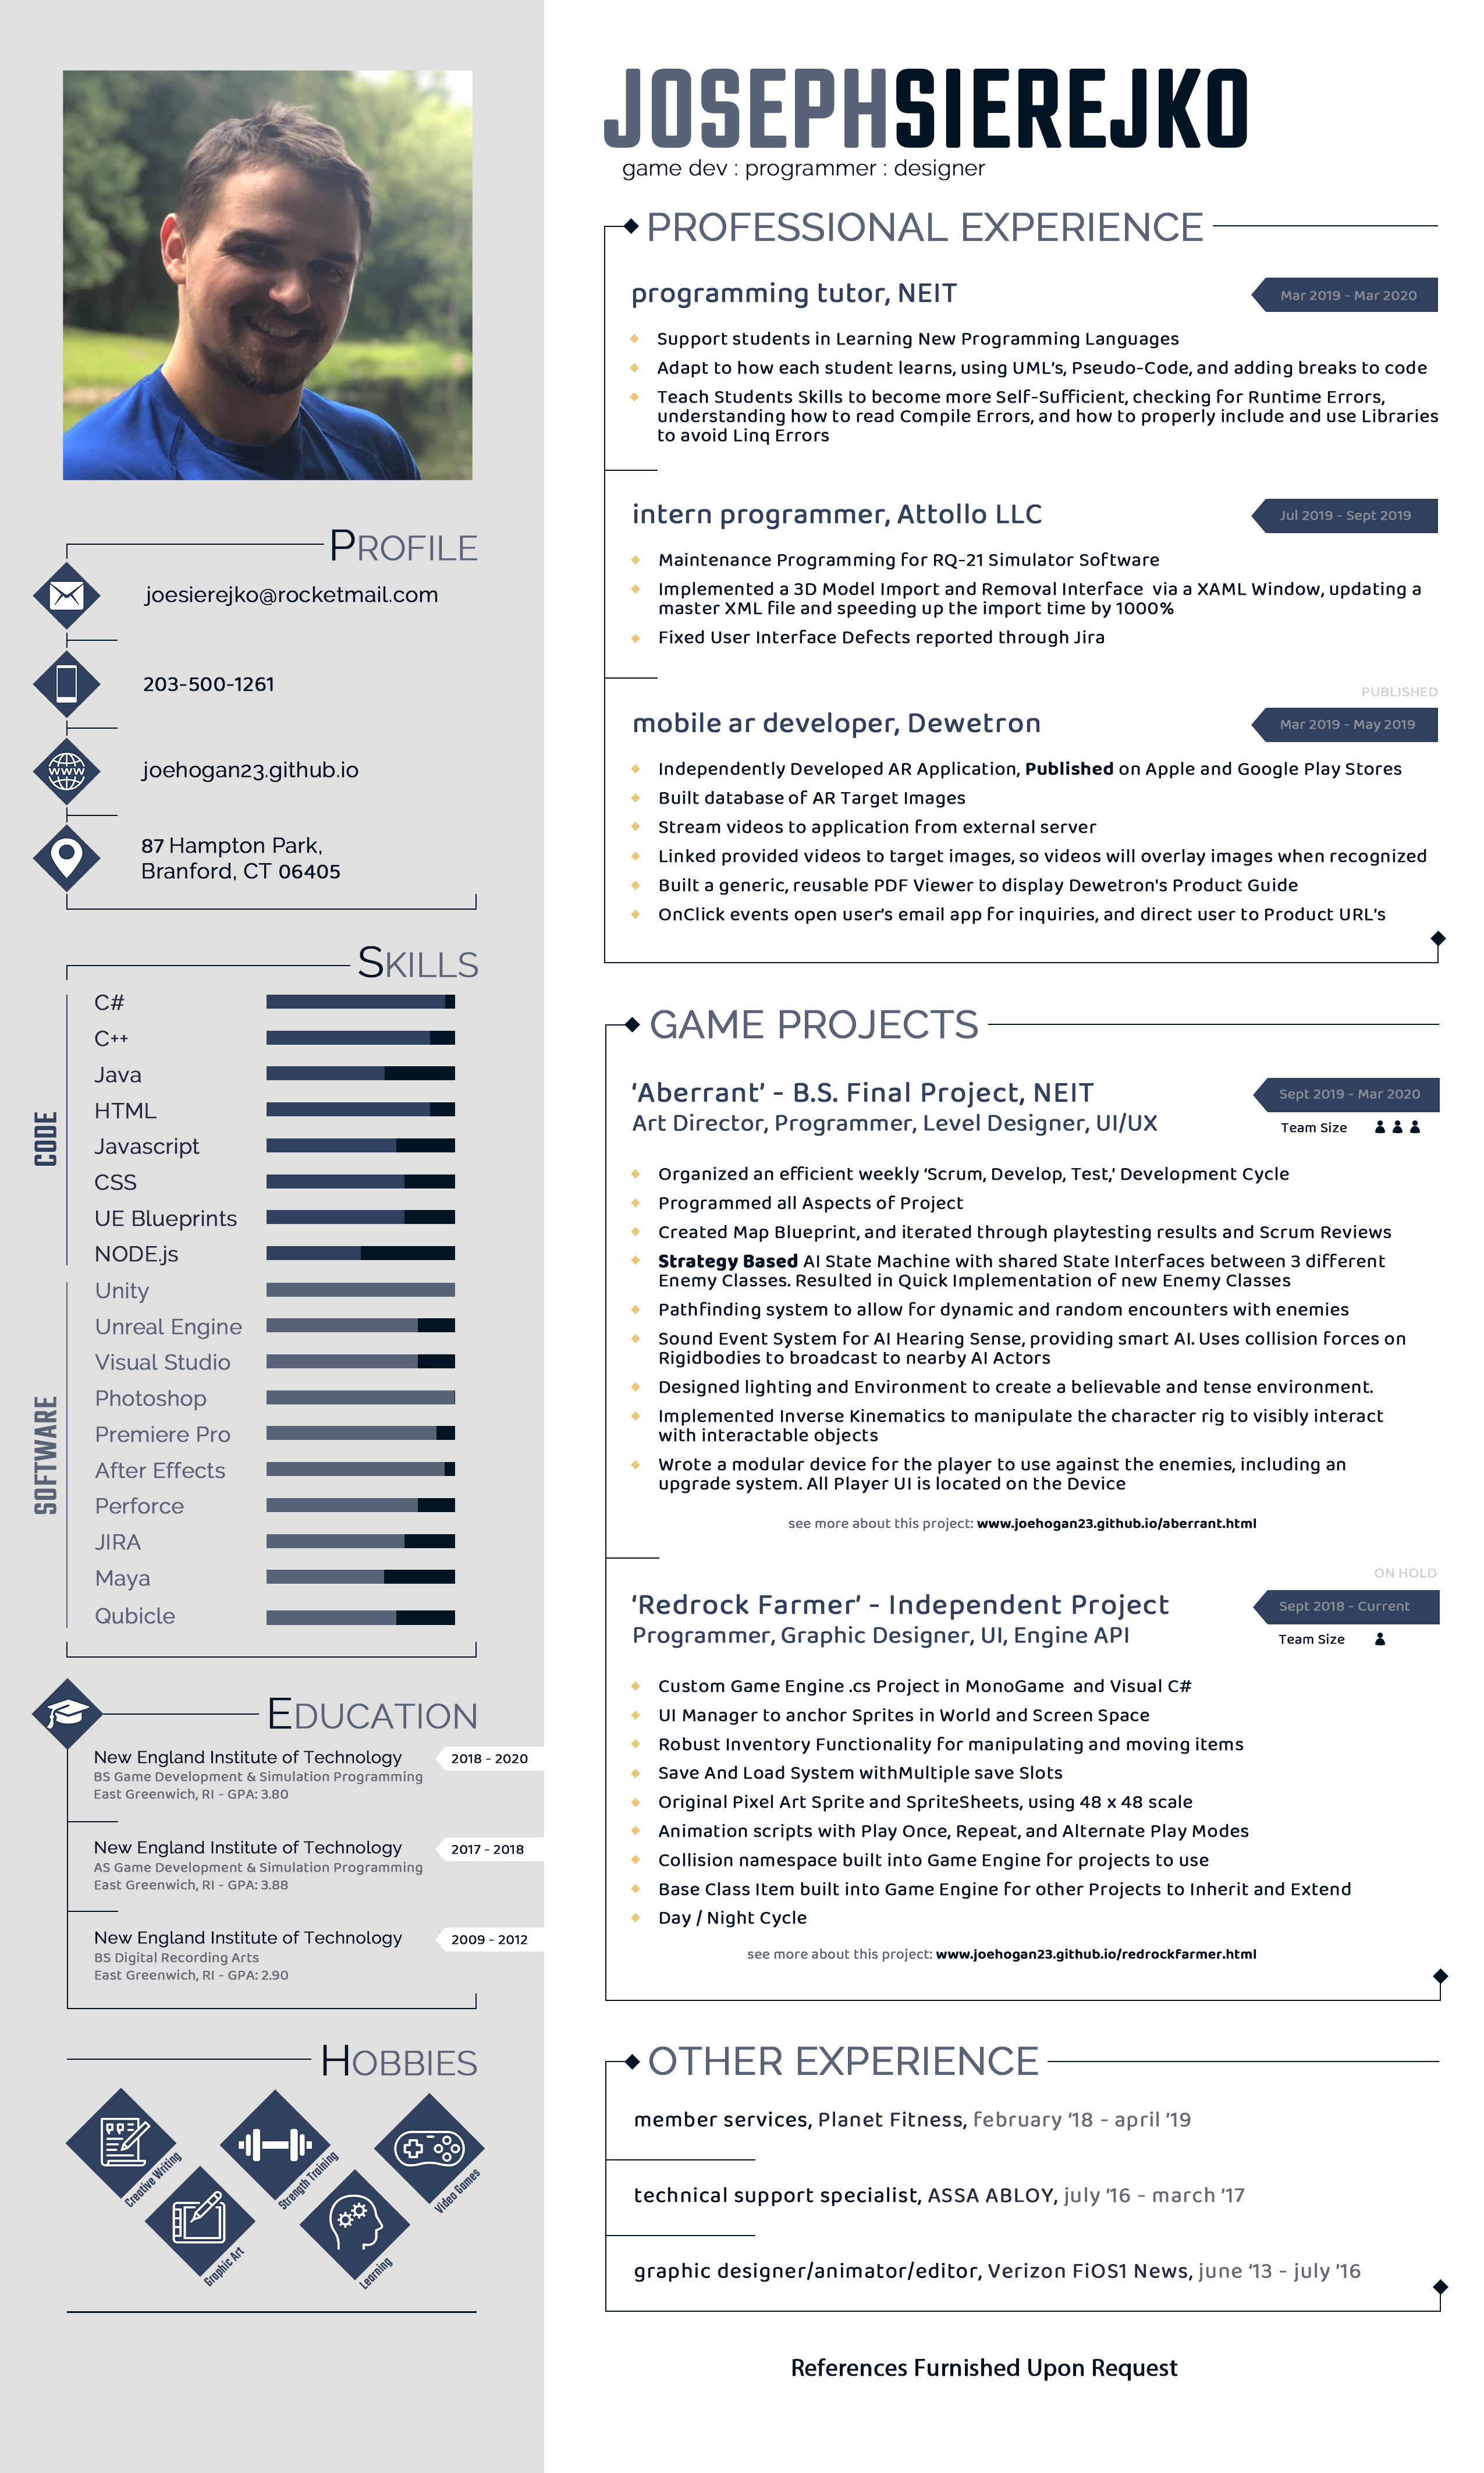 JOSEPHSIEREJKO
game dev : programmer : designer
PROFILE
joesierejko@rocketmail.com
203-500-1261
www
joehogan23.github.io
87 Hampton Park,
Branford, CT 06405
SKILLS
CODE
C#
C++
Java
HTML
Javascript
CSS
UE Blueprints
NODE.js
SOFTWARE
Unity
Unreal Engine
Visual Studio
Photoshop
Premiere Pro
After Effects
Perforce
JIRA
Maya
Qubicle
EDUCATION
New England Institute of Technology
2018 - 2020
BS Game Development & Simulation Programming
East Greenwich, RI - GPA: 3.80
New England Institute of Technology
2017 - 2018
AS Game Development & Simulation Programming
East Greenwich, RI - GPA: 3.88
New England Institute of Technology
2009 - 2012
BS Digital Recording Arts
East Greenwich, RI - GPA: 2.90
HOBBIES
Creative Writing
Strength Training
Video Games
Graphic Art
Learning
PROFESSIONAL EXPERIENCE
programming tutor, NEIT
Mar 2019 - Mar 2020
Support students in Learning New Programming Languages
Adapt to how each student learns, using UML's, Pseudo-Code, and adding breaks to code
Teach Students Skills to become more Self-Sufficient, checking for Runtime Errors,
understanding how to read Compile Errors, and how to properly include and use Libraries
to avoid Linq Errors
intern programmer, Attollo LLC
Jul 2019 - Sept 2019
Maintenance Programming for RQ-21 Simulator Software
Implemented a 3D Model Import and Removal Interface via a XAML Window, updating a
master XML file and speeding up the import time by 1000%
Fixed User Interface Defects reported through Jira
PUBLISHED
mobile ar developer, Dewetron
Mar 2019 - May 2019
Independently Developed AR Application, Published on Apple and Google Play Stores
Built database of AR Target Images
Stream videos to application from external server
Linked provided videos to target images, so videos will overlay images when recognized
Built a generic, reusable PDF Viewer to display Dewetron's Product Guide
OnClick events open user's email app for inquiries, and direct user to Product URL's
GAME PROJECTS
'Aberrant' - B.S. Final Project, NEIT
Sept 2019 - Mar 2020
Art Director, Programmer, Level Designer, UI/UX
Team Size
Organized an efficient weekly 'Scrum, Develop, Test,' Development Cycle
Programmed all Aspects of Project
Created Map Blueprint, and iterated through playtesting results and Scrum Reviews
Strategy Based AI State Machine with shared State Interfaces between 3 different
Enemy Classes. Resulted in Quick Implementation of new Enemy Classes
Pathfinding system to allow for dynamic and random encounters with enemies
Sound Event System for AI Hearing Sense, providing smart AI. Uses collision forces on
Rigidbodies to broadcast to nearby AI Actors
Designed lighting and Environment to create a believable and tense environment.
Implemented Inverse Kinematics to manipulate the character rig to visibly interact
with interactable objects
Wrote a modular device for the player to use against the enemies, including an
upgrade system. All Player UI is located on the Device
see more about this project: www.joehogan23.github.io/aberrant.html
ON HOLD
'Redrock Farmer' - Independent Project
Sept 2018 - Current
Programmer, Graphic Designer, UI, Engine API
Team Size
Custom Game Engine .cs Project in MonoGame and Visual C#
UI Manager to anchor Sprites in World and Screen Space
Robust Inventory Functionality for manipulating and moving items
Save And Load System withMultiple save Slots
Original Pixel Art Sprite and SpriteSheets, using 48 x 48 scale
Animation scripts with Play Once, Repeat, and Alternate Play Modes
Collision namespace built into Game Engine for projects to use
Base Class Item built into Game Engine for other Projects to Inherit and Extend
Day / Night Cycle
see more about this project: www.joehogan23.github.io/redrockfarmer.html
OTHER EXPERIENCE
member services, Planet Fitness, february '18 - april '19
technical support specialist, ASSA ABLOY, july '16 - march '17
graphic designer/animator/editor, Verizon FiOS1 News, june '13 - july '16
References Furnished Upon Request